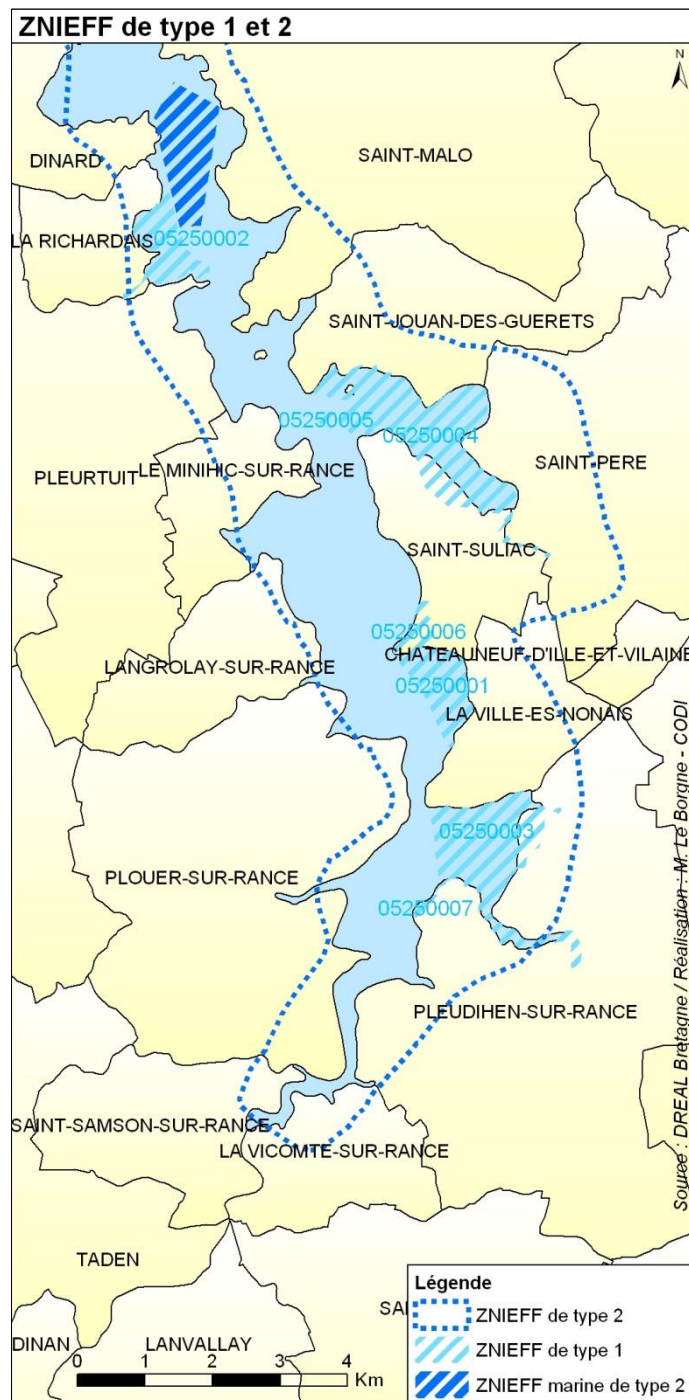 ZNIEFF de type 1 et 2
N
SAINT-MALO
DINARD
LA RICHARDAIS
05250002
SAINT-JOUAN-DES-GUERETS
05250005
05250004
SAINT-PERE
PLEURTUIT
LE MINIHIC-SUR-RANCE
SAINT-SULIAC
05250006
CHATEAUNEUF-D'ILLE-ET-VILAINE
LANGROLAY-SUR-RANCE
05250001
LA VILLE-ES-NONAIS
05250003
PLOUER-SUR-RANCE
05250007
PLEUDIHEN-SUR-RANCE
SAINT-SAMSON-SUR-RANCE
LA VICOMTE-SUR-RANCE
TADEN
DINAN
LANVALLAY
0 1 2 3 4
Km
Source : DREAL Bretagne / Réalisation : M. Le Borgne - CODI
Légende
ZNIEFF de type 2
ZNIEFF de type 1
ZNIEFF marine de type 2